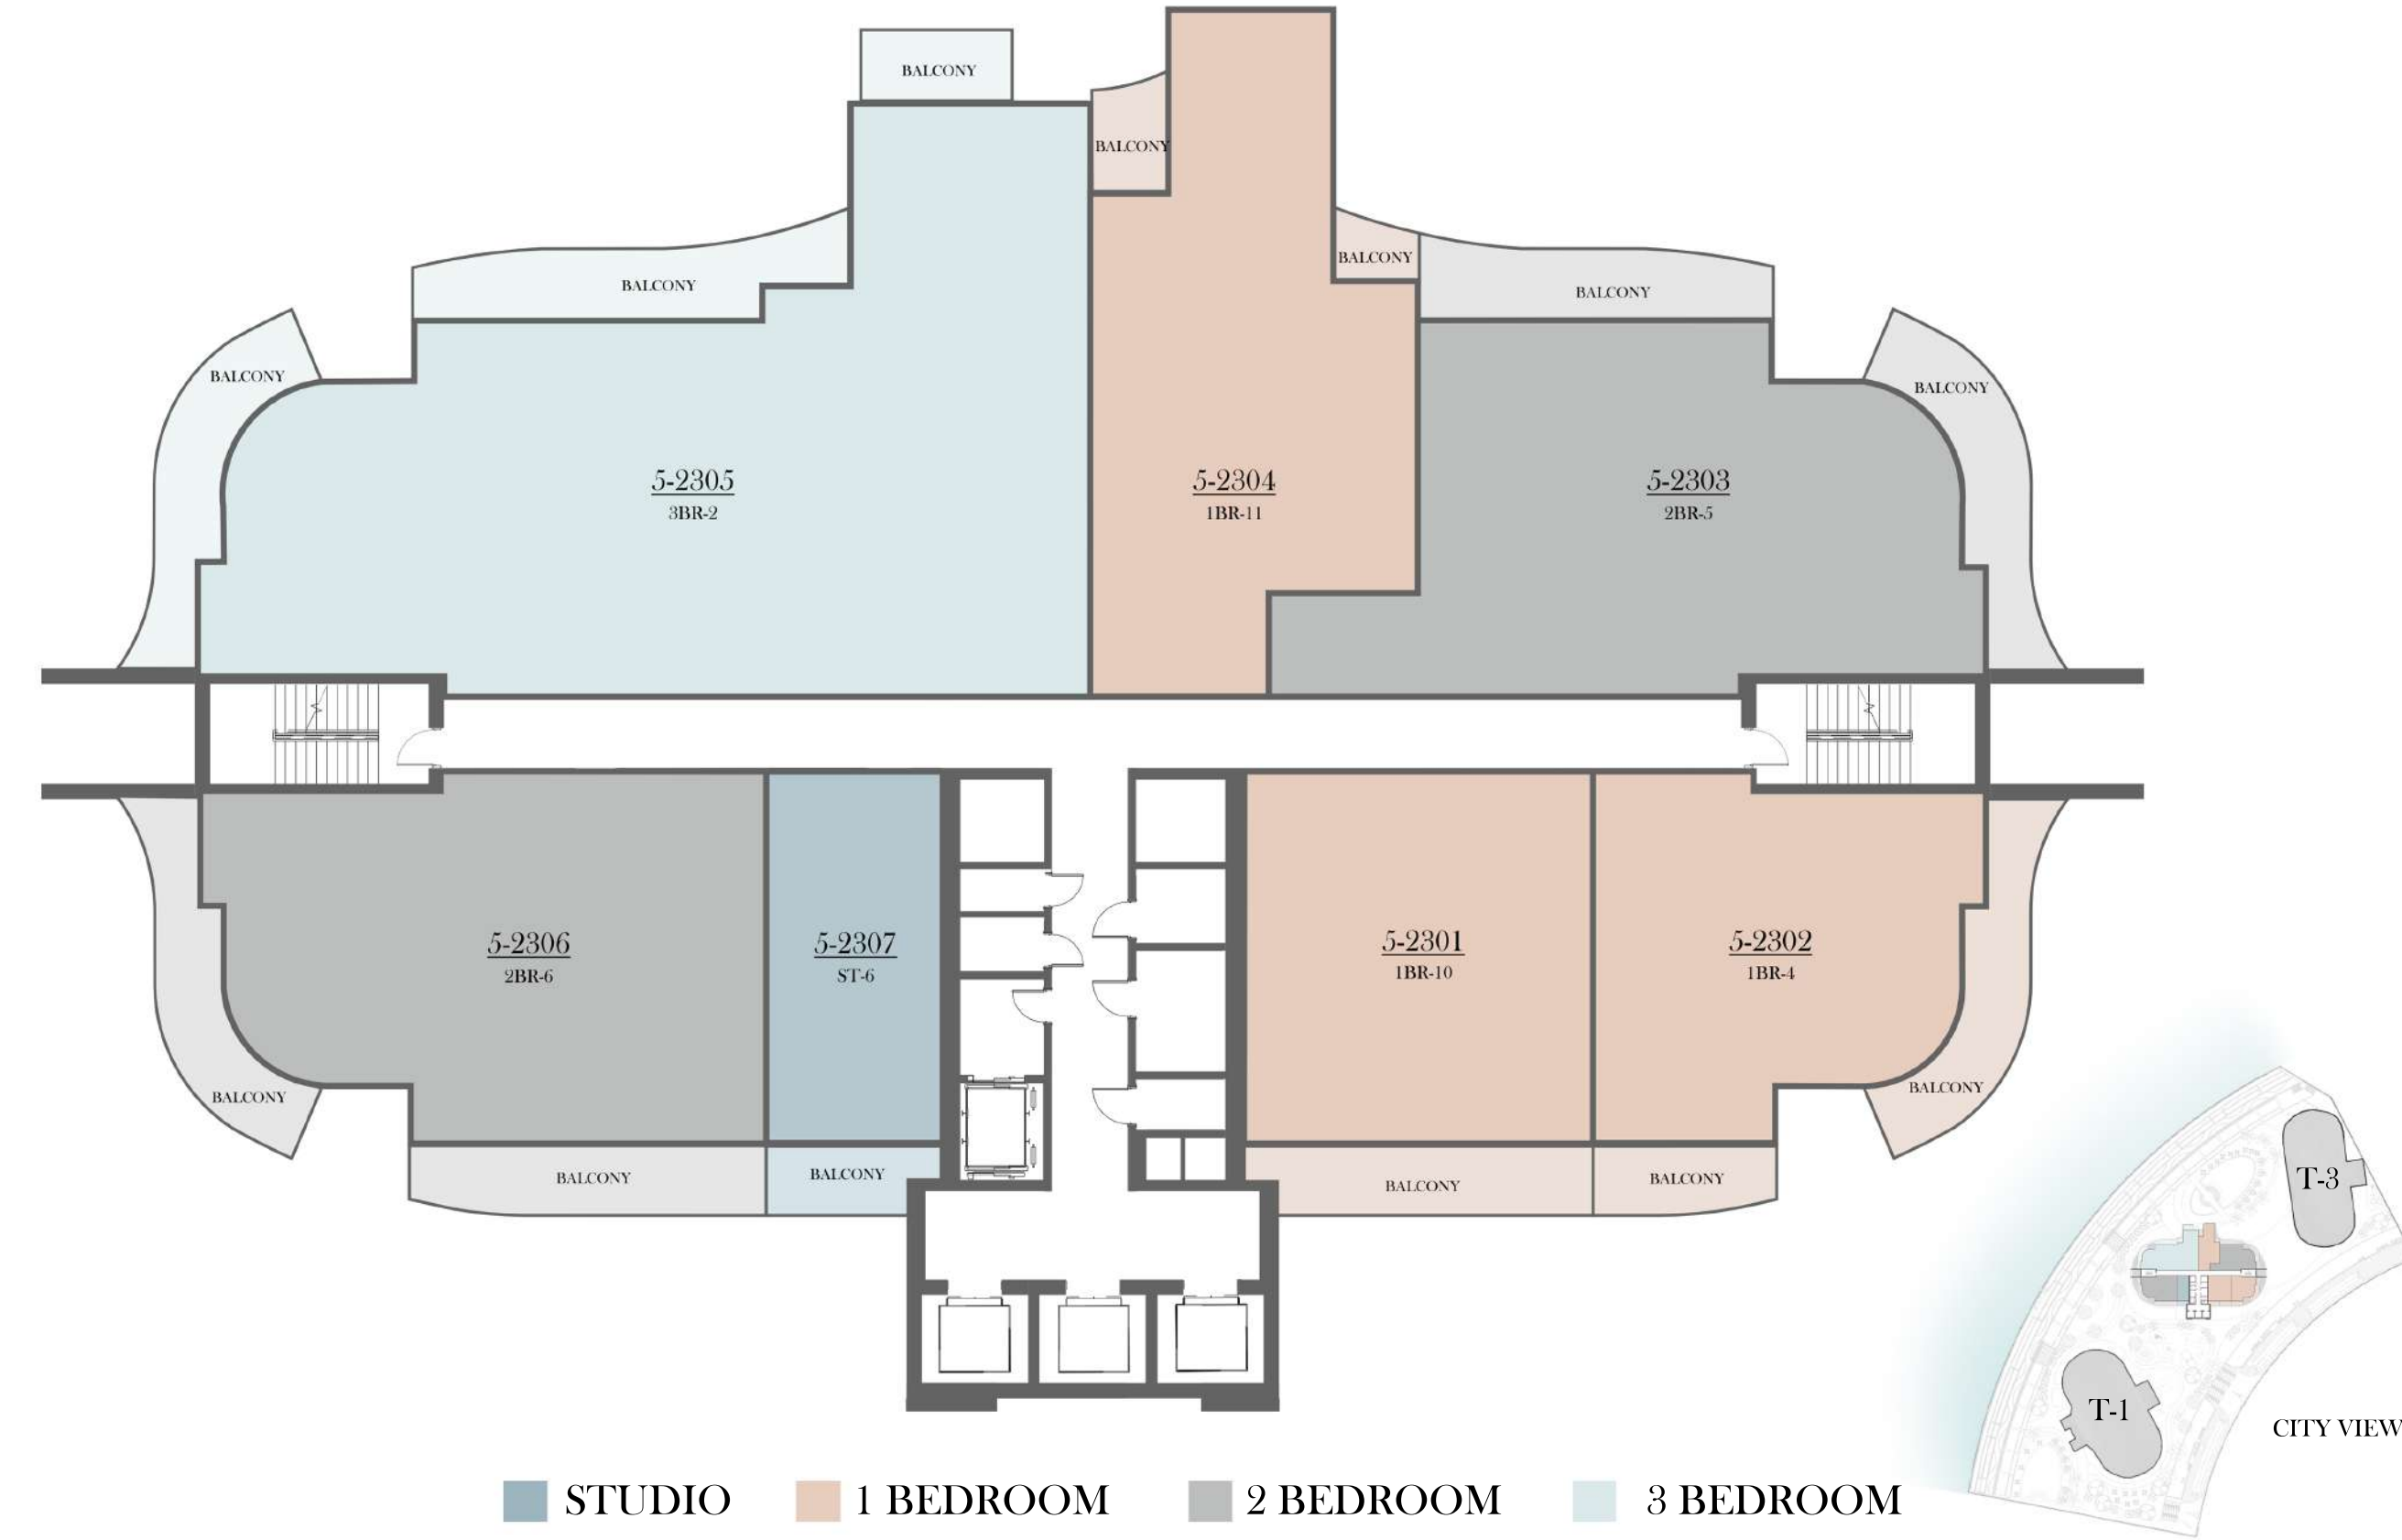 BALCONY
BALCONY
BALCONY
BALCONY
BALCONY
BALCONY
BALCONY
5-2305
3BR-2
5-2304
1BR-11
5-2303
2BR-5
5-2306
2BR-6
5-2307
ST-6
5-2301
1BR-10
5-2302
1BR-4
BALCONY
BALCONY
BALCONY
BALCONY
BALCONY
BALCONY
T-3
T-1
CITY VIEW
STUDIO
1 BEDROOM
2 BEDROOM
3 BEDROOM